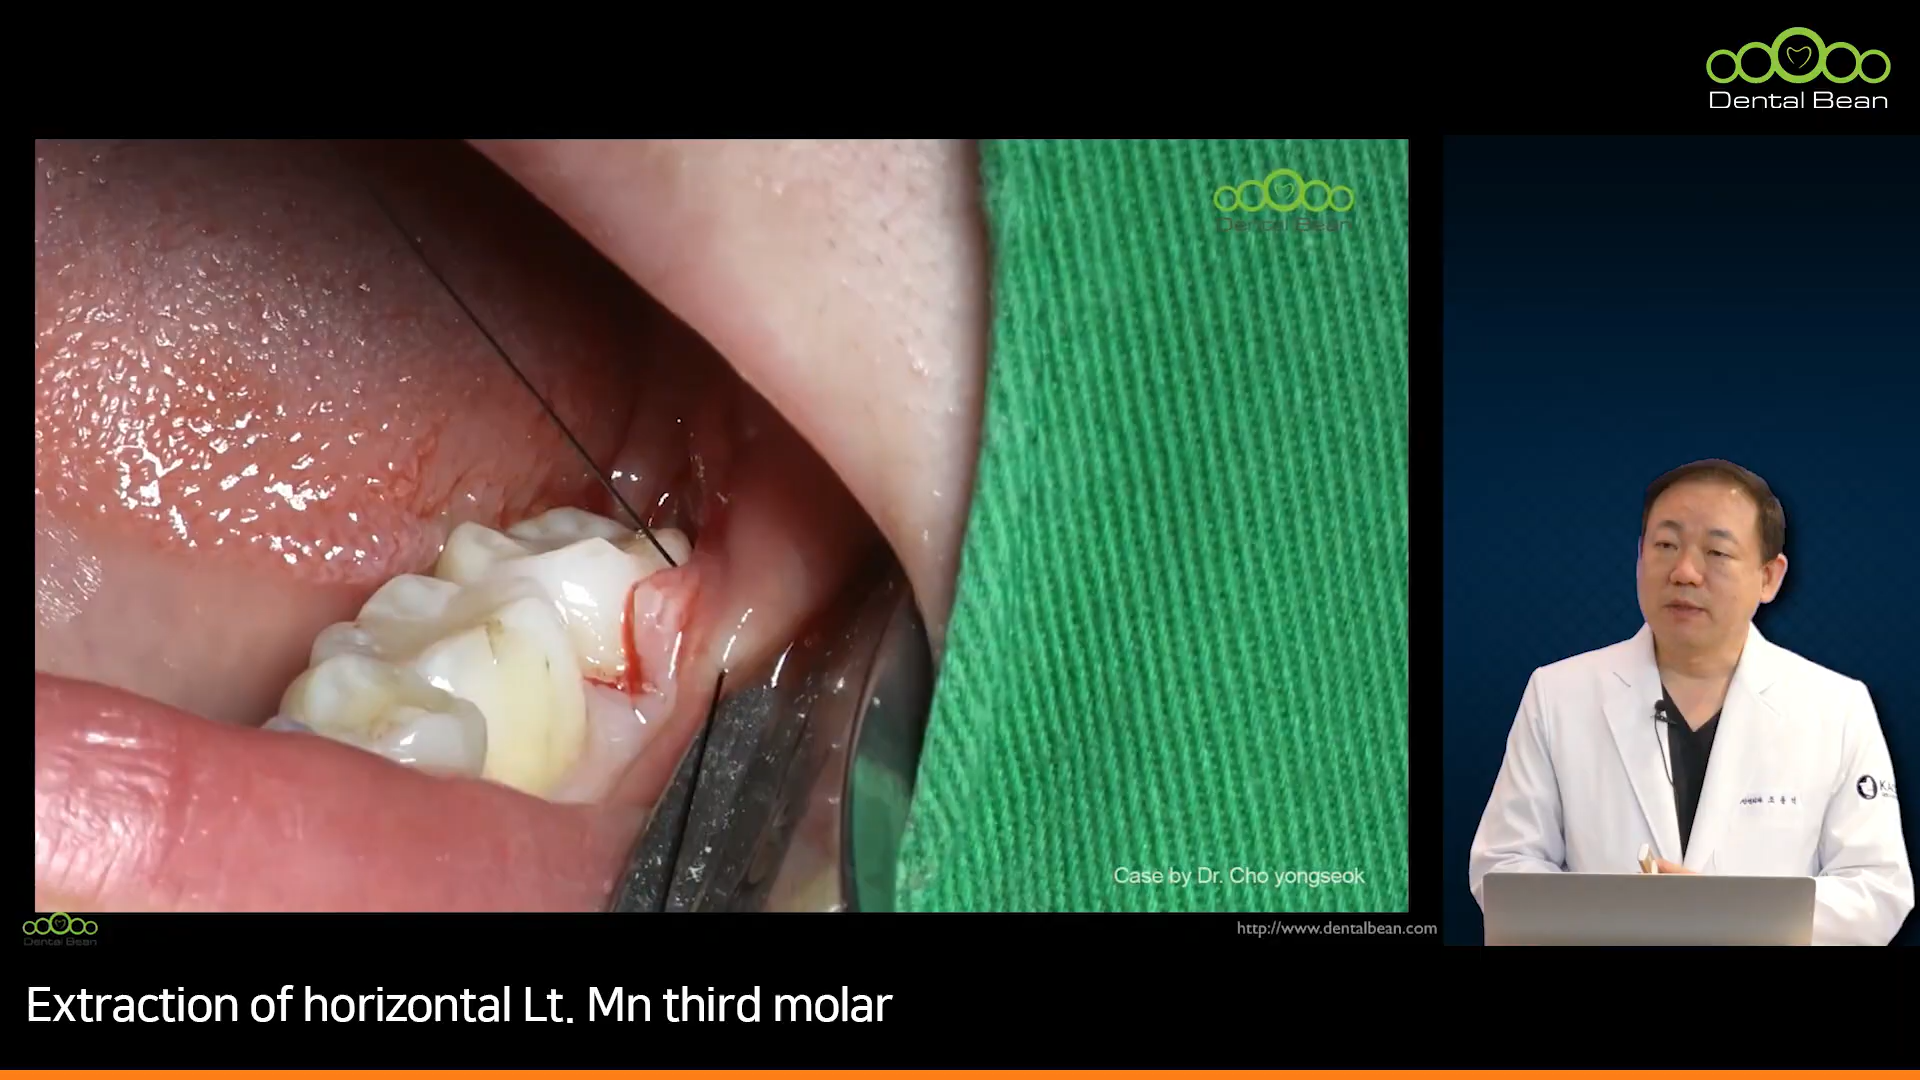 Dental Bean
Dental Bean
Case by Dr. Cho yongseok
Dental Bean
http://www.dentalbean.com
Extraction of horizontal Lt. Mn third molar